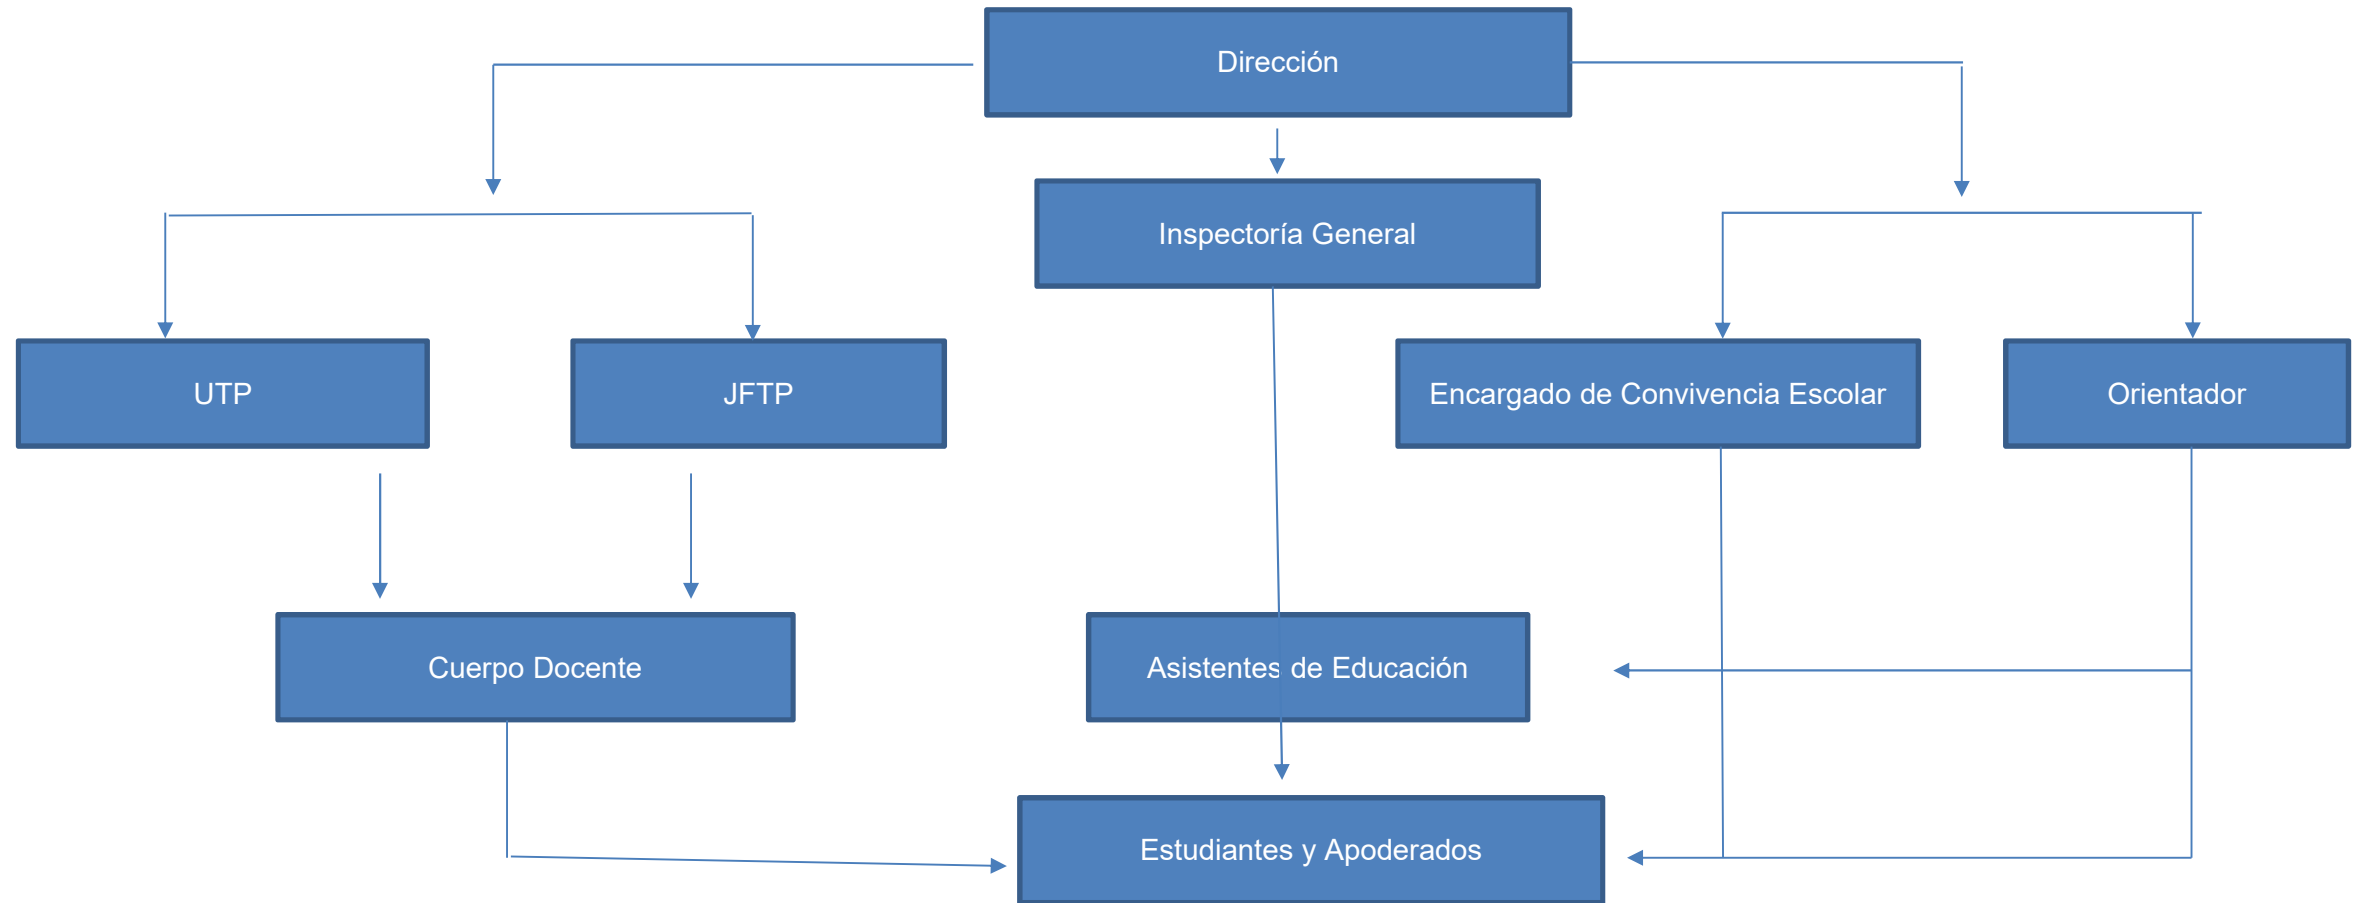 Dirección
Inspectoría General
UTP
JFTP
Encargado de Convivencia Escolar
Orientador
Cuerpo Docente
Asistentes de Educación
Estudiantes y Apoderados